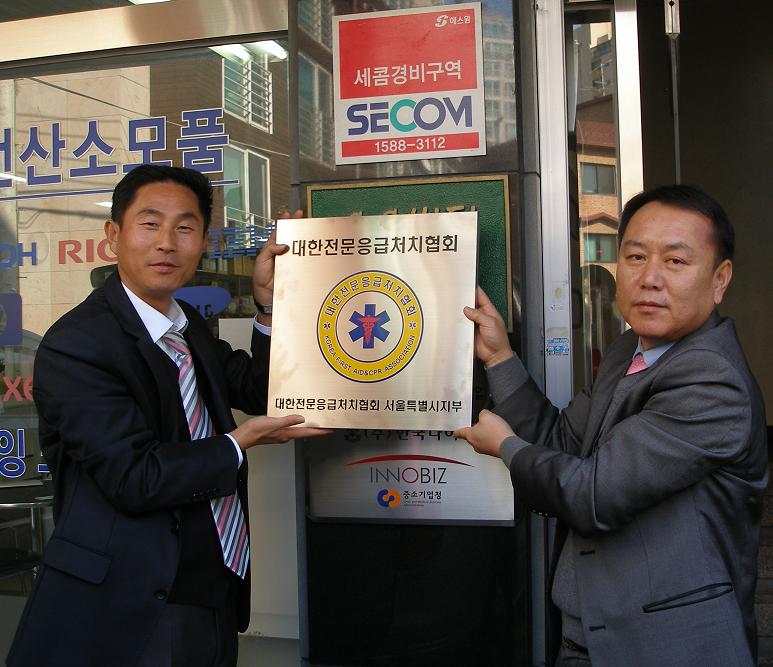 에스원
세콤경비구역
SECOM
1588-3112
전산소모품
RIC
대한전문응급처치협회
대한전문응급처치협회
KOREA FIRST AID&CPR ASSOCIATION
대한전문응급처치협회 서울특별시지부
INNOBIZ
중소기업청